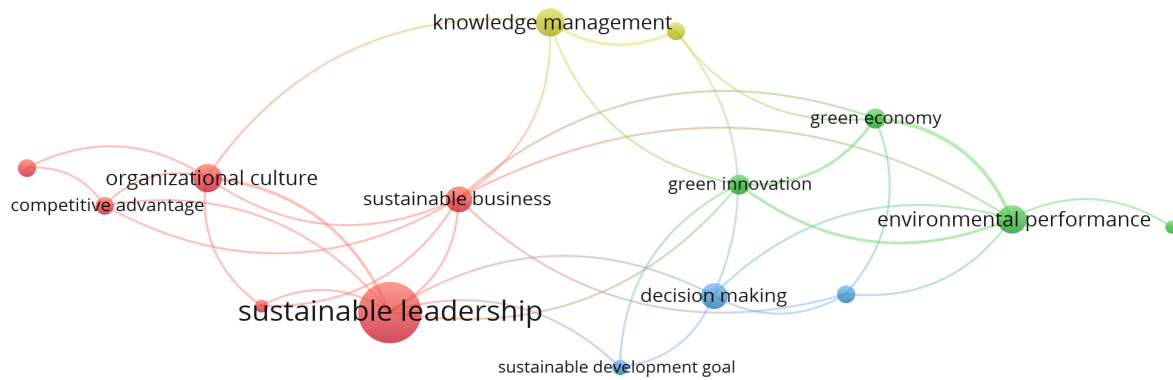 knowledge management
green economy
organizational culture
green innovation
sustainable business
competitive advantage
environmental performance
decision making
sustainable leadership
sustainable development goal